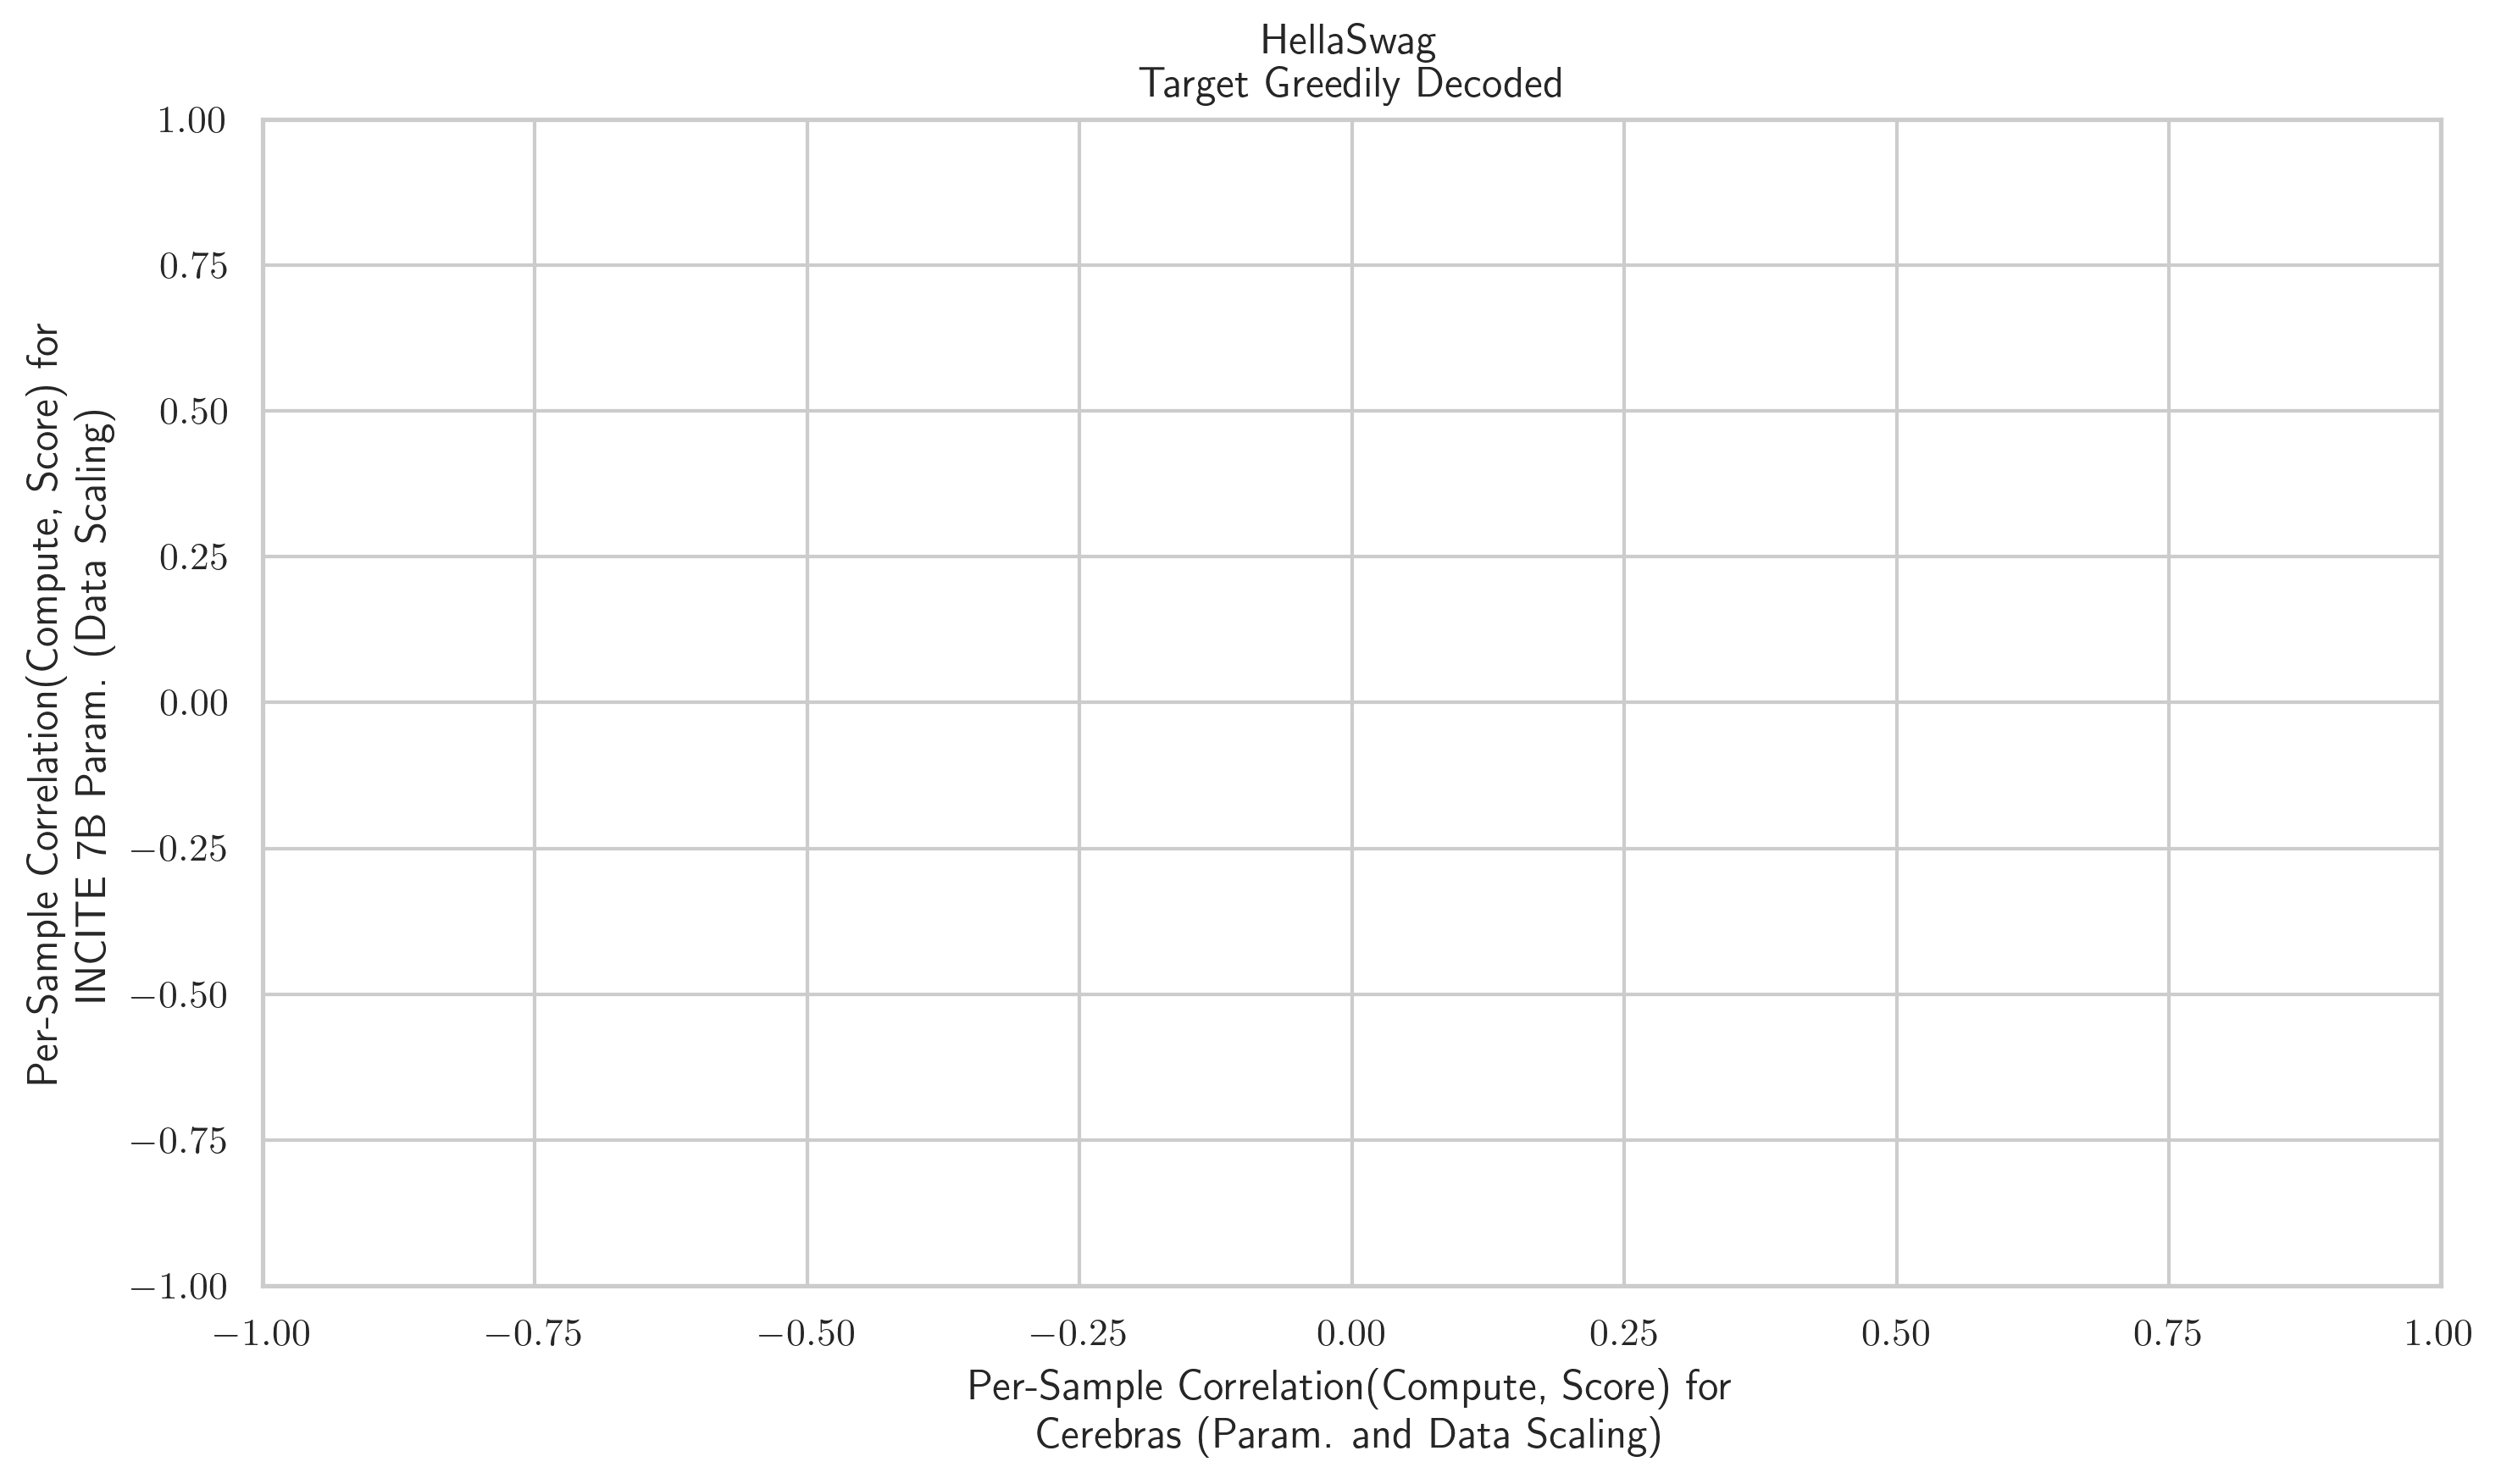 HellaSwag
Target Greedily Decoded
Per-Sample Correlation(Compute, Score) for
INCITE 7B Param. (Data Scaling)
1.00
0.75
0.50
0.25
0.00
−0.25
−0.50
−0.75
−1.00
−1.00 −0.75 −0.50 −0.25 0.00 0.25 0.50 0.75 1.00
Per-Sample Correlation(Compute, Score) for
Cerebras (Param. and Data Scaling)